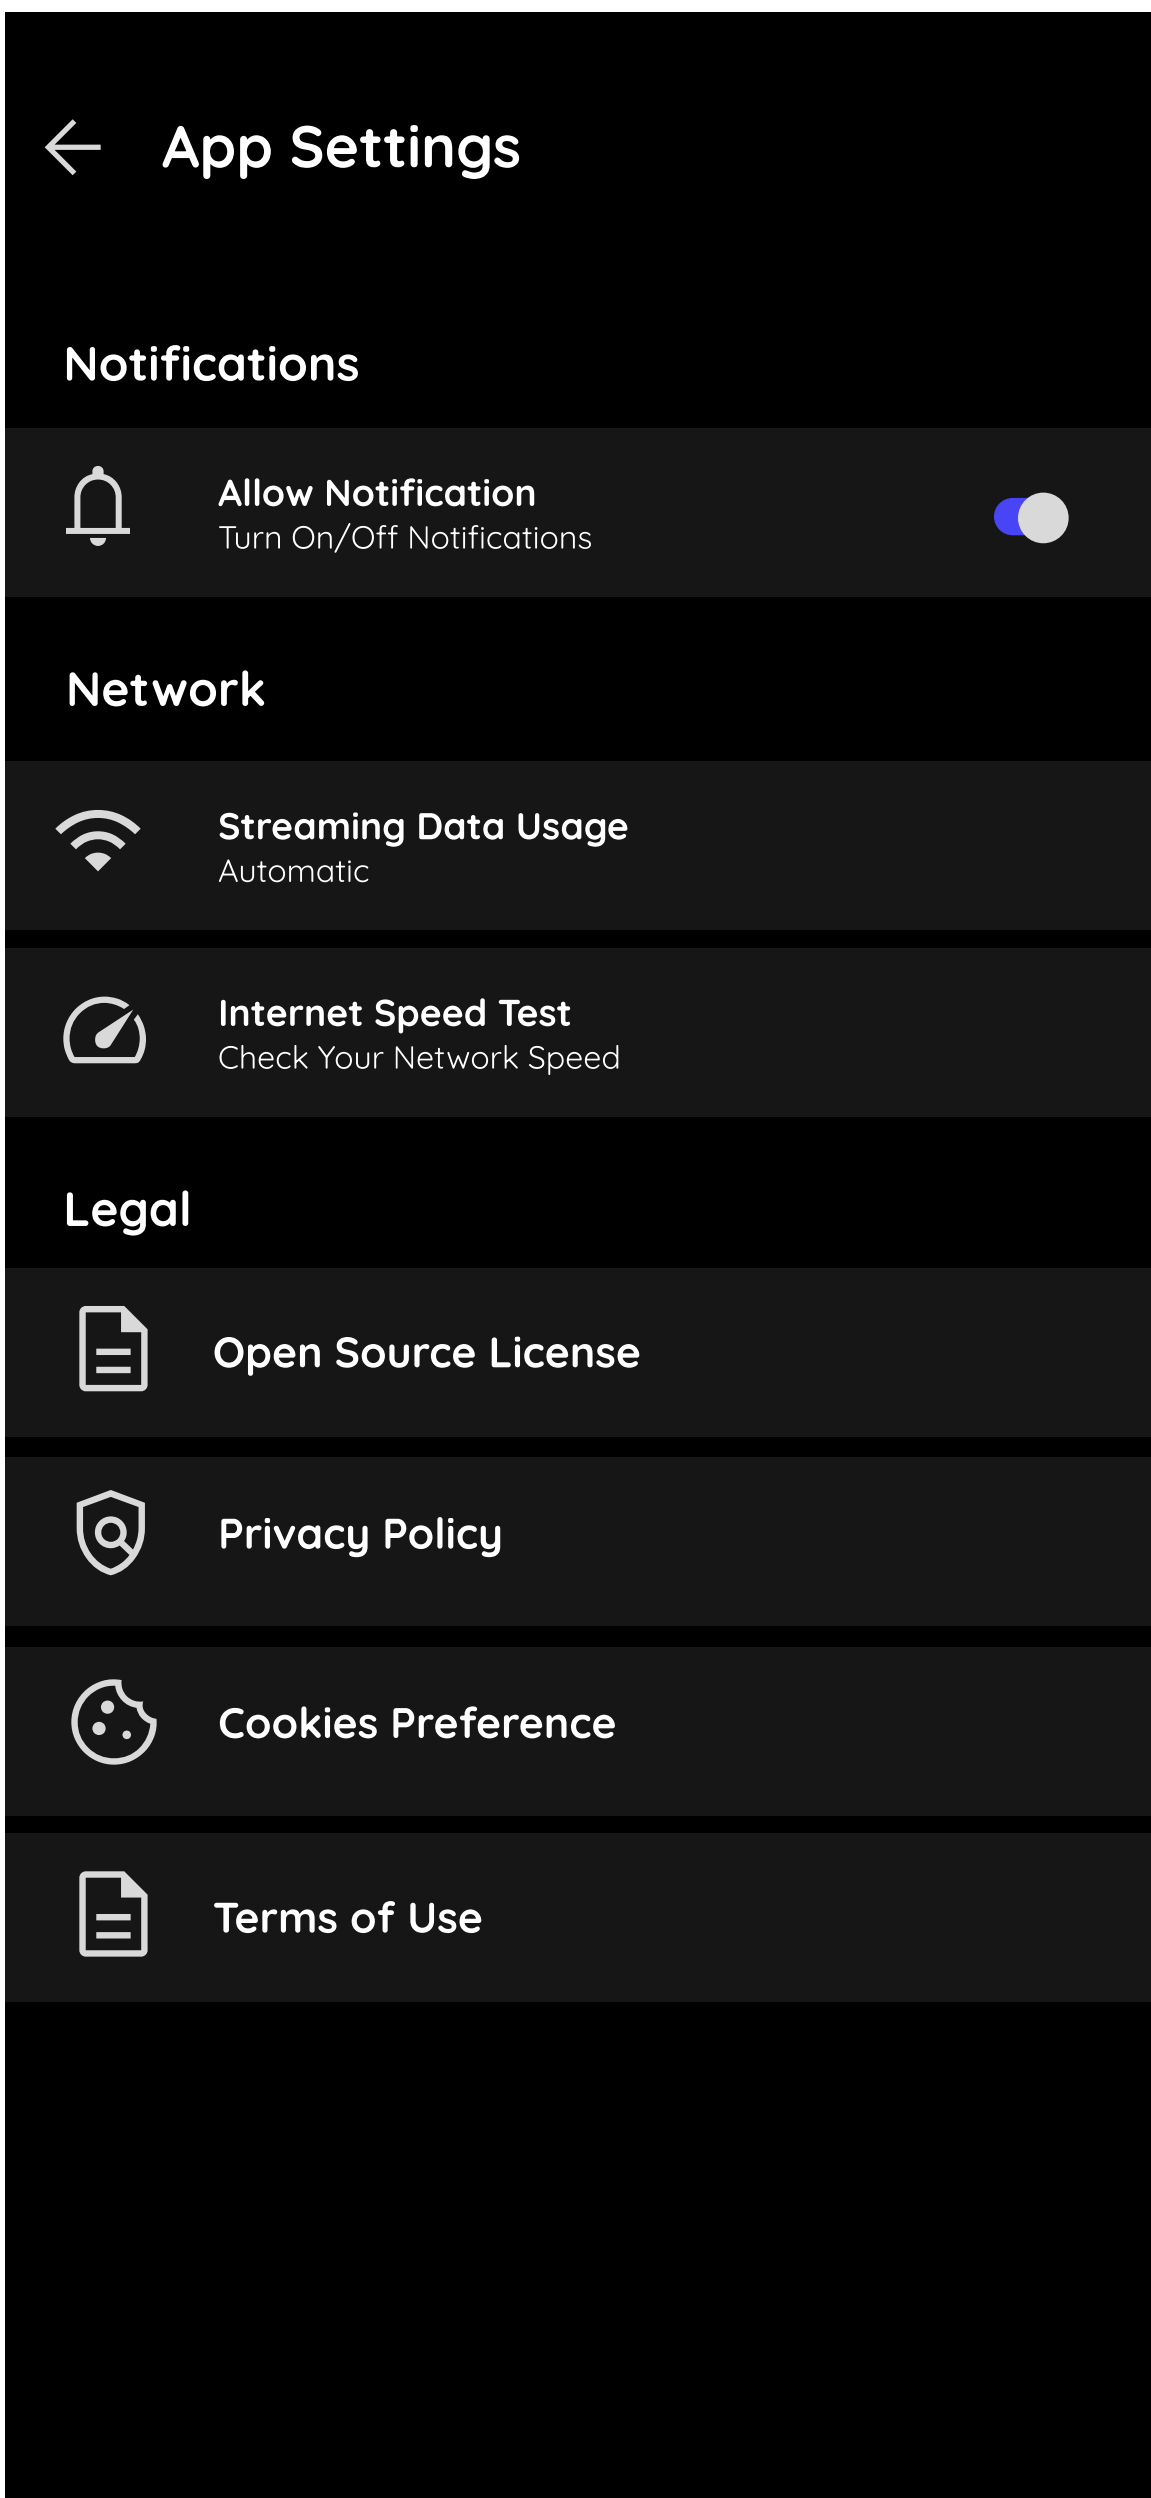 App Settings
Notifications
Allow Notification
Turn On/Off Notifications
Network
Streaming Data Usage
Automatic
Internet Speed Test
Check Your Network Speed
Legal
Open Source License
Privacy Policy
Cookies Preference
Terms of Use